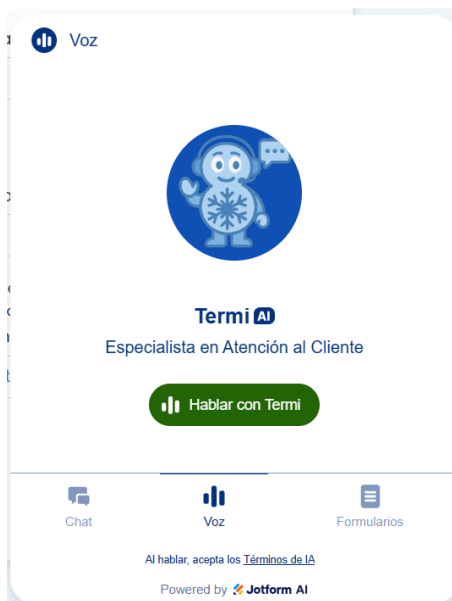 Voz
Termi AI
Especialista en Atención al Cliente
Hablar con Termi
Chat
Voz
Formularios
Al hablar, acepta los Términos de IA
Powered by Jotform AI